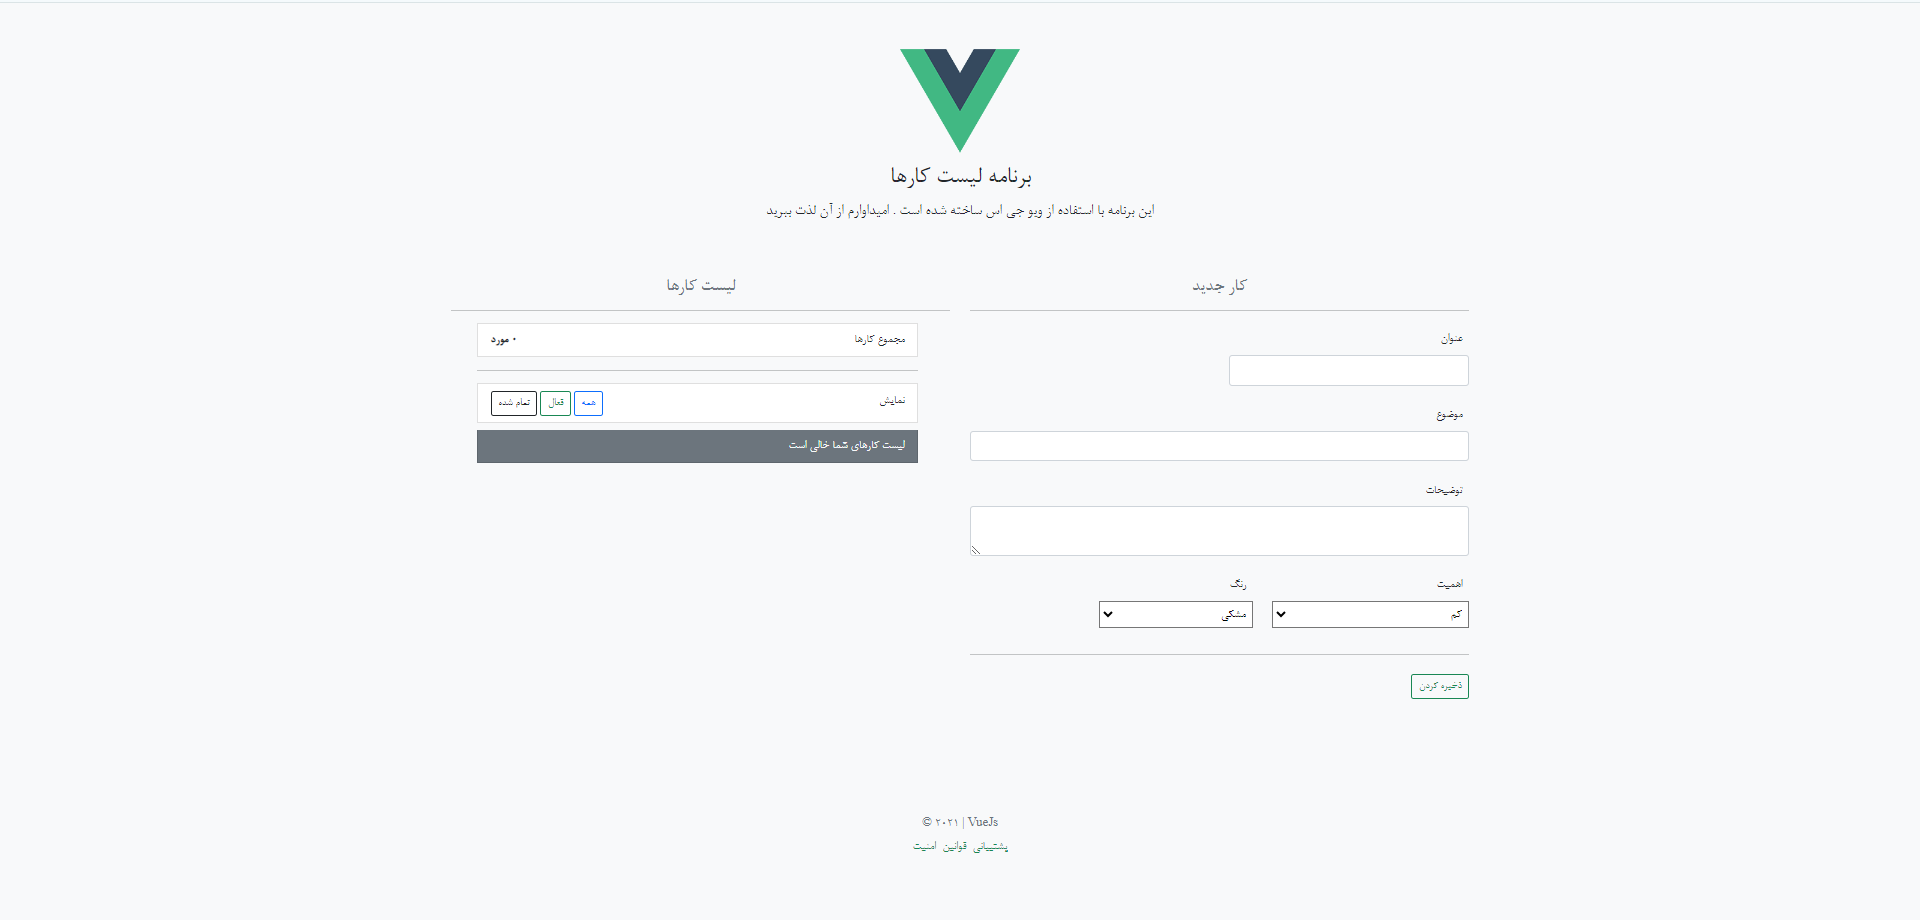 برنامه لیست کارها
این برنامه با استفاده از ویو جی اس ساخته شده است . امیداوارم از آن لذت ببرید
کار جدید
عنوان
موضوع
توضیحات
اهمیت رنگ
کم مشکی
ذخیره کردن
لیست کارها
مجموع کارها ۰ مورد
نمایش همه فعال تمام شده
لیست کارهای شما خالی است
© ۲۰۲۱ | VueJs
پشتیبانی قوانین امنیت